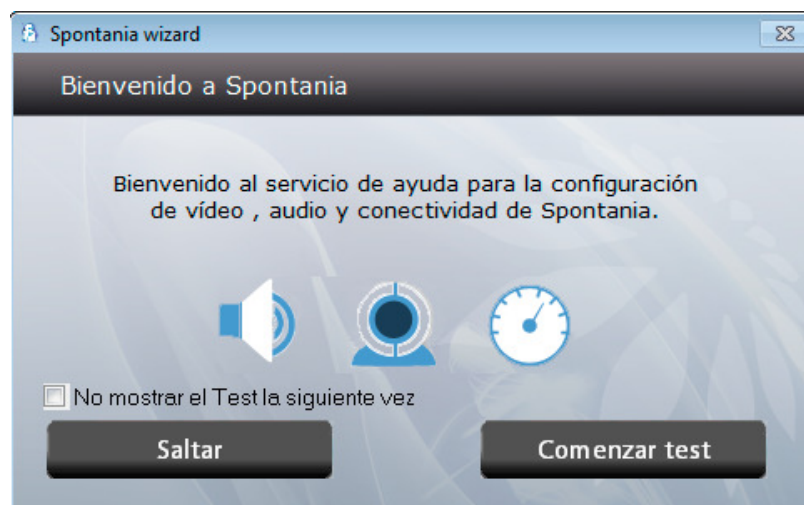 Spontania wizard
Bienvenido a Spontania
Bienvenido al servicio de ayuda para la configuración
de vídeo , audio y conectividad de Spontania.
No mostrar el Test la siguiente vez
Saltar
Comenzar test